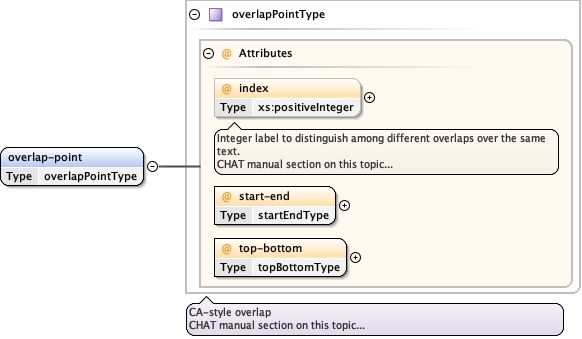 overlapPointType
@ Attributes
@ index
Type xs:positiveInteger
Integer label to distinguish among different overlaps over the same
text.
CHAT manual section on this topic...
overlap-point
Type overlapPointType
@ start-end
Type startEndType
@ top-bottom
Type topBottomType
CA-style overlap
CHAT manual section on this topic...